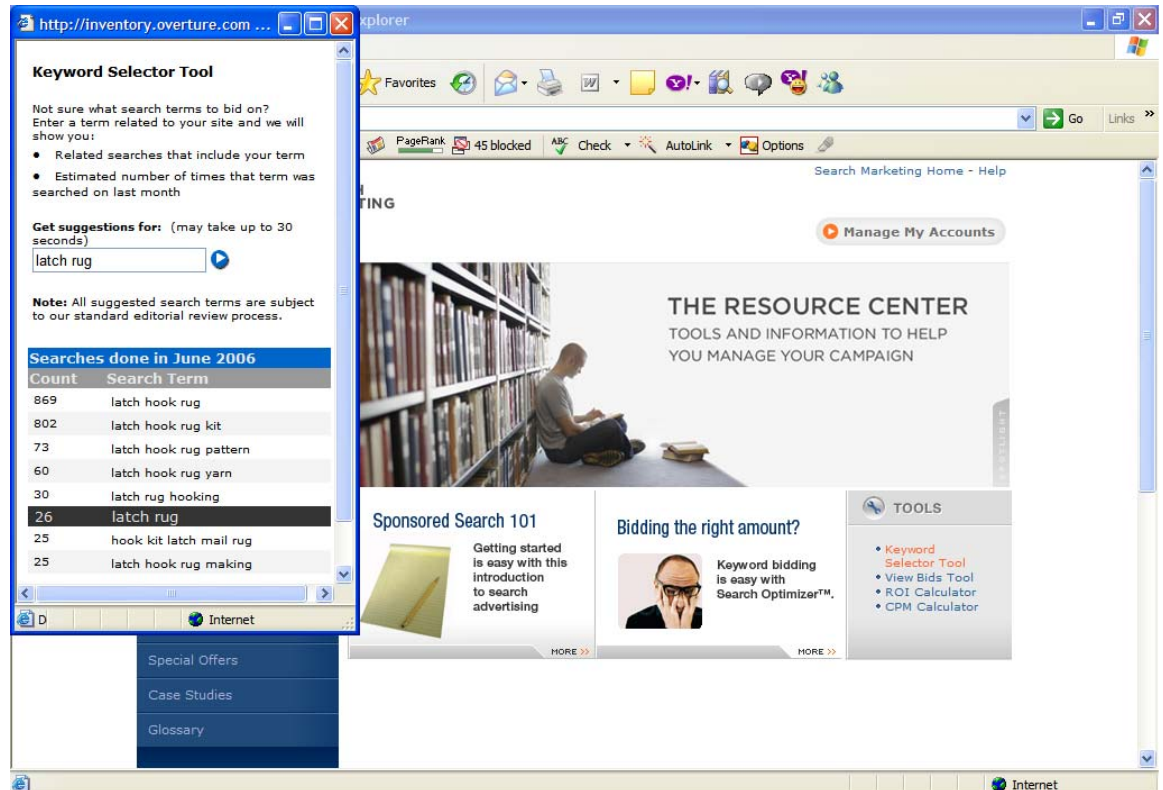 http://inventory.overture.com ...
xplorer
Keyword Selector Tool
Not sure what search terms to bid on?
Enter a term related to your site and we will
show you:
• Related searches that include your term
• Estimated number of times that term was
searched on last month
Get suggestions for: (may take up to 30
seconds)
latch rug
Note: All suggested search terms are subject
to our standard editorial review process.
Searches done in June 2006
Count Search Term
869 latch hook rug
802 latch hook rug kit
73 latch hook rug pattern
60 latch hook rug yarn
30 latch rug hooking
26 latch rug
25 hook kit latch mail rug
25 latch hook rug making
D Internet
Favorites
Go Links »
PageRank 45 blocked ABC Check AutoLink Options
Search Marketing Home - Help
H
TING
Manage My Accounts
THE RESOURCE CENTER
TOOLS AND INFORMATION TO HELP
YOU MANAGE YOUR CAMPAIGN
SPOTLIGHT
Sponsored Search 101
Getting started
is easy with this
introduction
to search
advertising
MORE >>
Bidding the right amount?
Keyword bidding
is easy with
Search Optimizer™.
MORE >>
TOOLS
• Keyword
Selector Tool
• View Bids Tool
• ROI Calculator
• CPM Calculator
Special Offers
Case Studies
Glossary
Internet